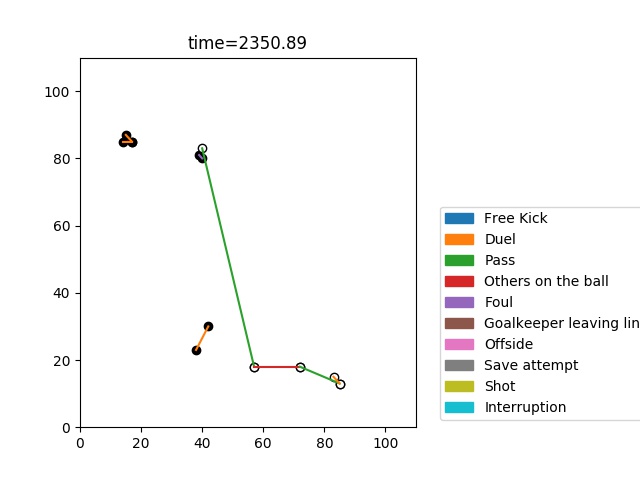 time=2350.89
100
80
60
40
20
0
0 20 40 60 80 100
Free Kick
Duel
Pass
Others on the ball
Foul
Goalkeeper leaving lin
Offside
Save attempt
Shot
Interruption